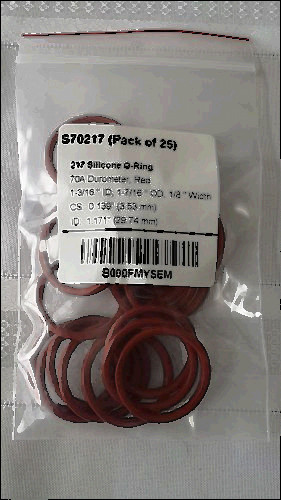 S70217 (Pack of 25)
217 Silicone O-Ring
70A Durometer, Red
1-3/16" ID, 1-7/16" OD, 1/8" Width
CS: 0.139" (3.53 mm)
ID: 1.171" (29.74 mm)
B000FMYSEM